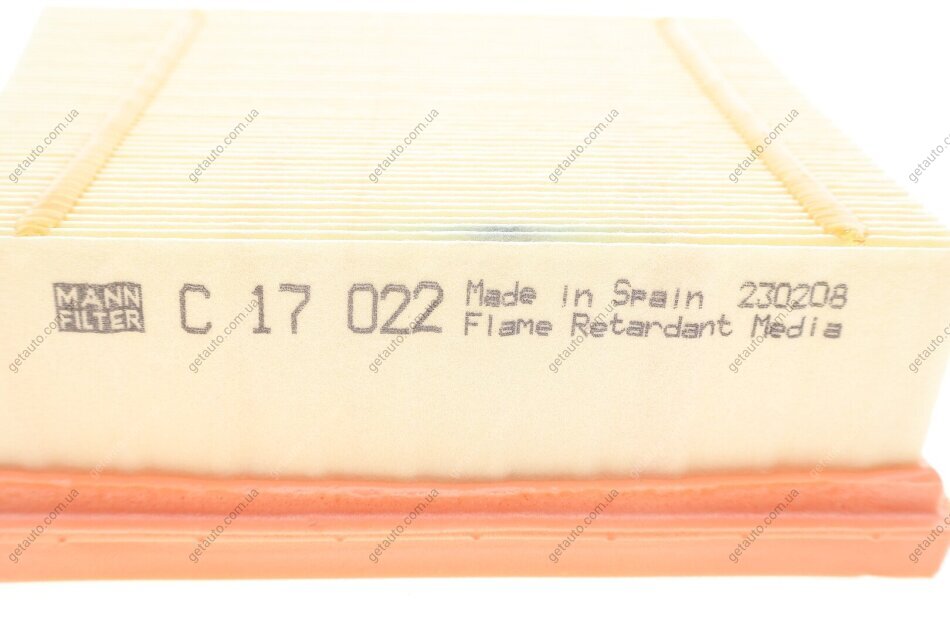 MANN
FILTER
C 17 022
Made in Spain 230208
Flame Retardant Media
getauto.com.ua